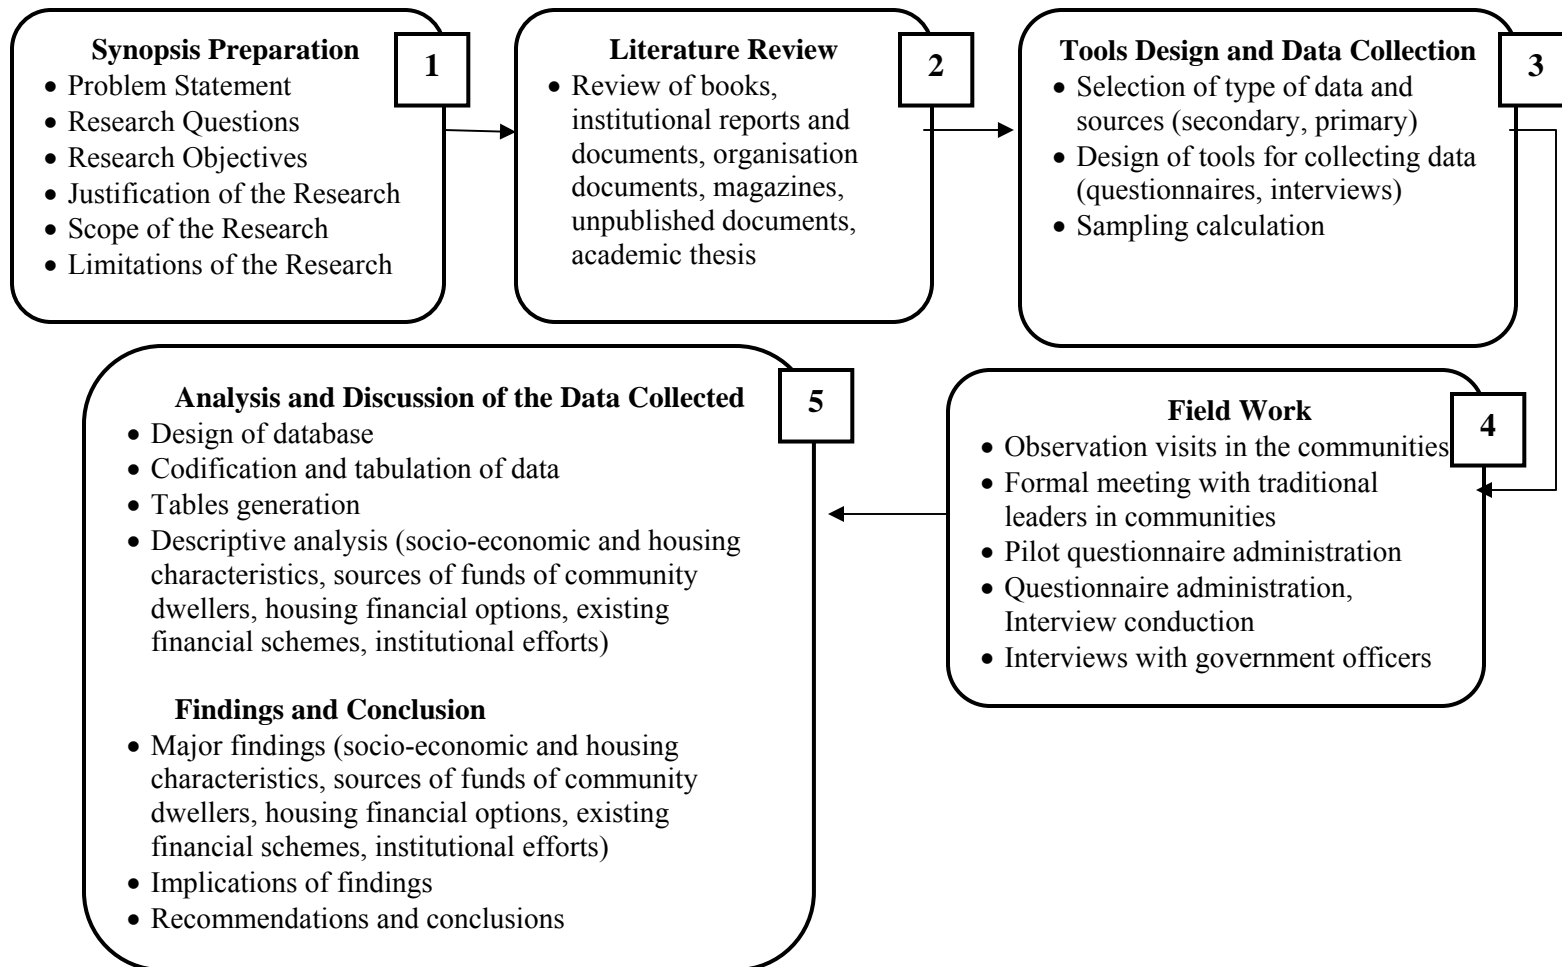 Synopsis Preparation
1
• Problem Statement
• Research Questions
• Research Objectives
• Justification of the Research
• Scope of the Research
• Limitations of the Research
Literature Review
2
• Review of books,
institutional reports and
documents, organisation
documents, magazines,
unpublished documents,
academic thesis
Tools Design and Data Collection
3
• Selection of type of data and
sources (secondary, primary)
• Design of tools for collecting data
(questionnaires, interviews)
• Sampling calculation
Field Work
4
• Observation visits in the communities
• Formal meeting with traditional
leaders in communities
• Pilot questionnaire administration
• Questionnaire administration,
Interview conduction
• Interviews with government officers
Analysis and Discussion of the Data Collected
5
• Design of database
• Codification and tabulation of data
• Tables generation
• Descriptive analysis (socio-economic and housing
characteristics, sources of funds of community
dwellers, housing financial options, existing
financial schemes, institutional efforts)
Findings and Conclusion
• Major findings (socio-economic and housing
characteristics, sources of funds of community
dwellers, housing financial options, existing
financial schemes, institutional efforts)
• Implications of findings
• Recommendations and conclusions